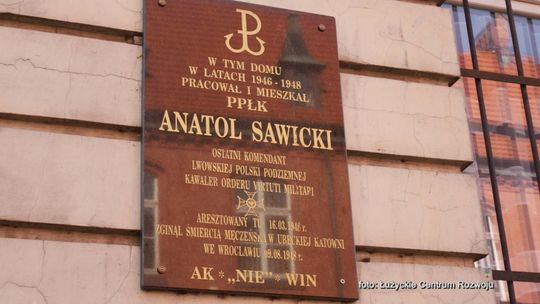 W TYM DOMU
W LATACH 1946 - 1948
PRACOWAŁ I MIESZKAŁ
PPŁK
ANATOL SAWICKI
OSTATNI KOMENDANT
LWOWSKIEJ POLSKI PODZIEMNEJ
KAWALER ORDERU VIRTUTI MILITARI
ARESZTOWANY TU 16.03.1948 r.
ZGINĄŁ ŚMIERCIĄ MĘCZEŃSKĄ W UBECKIEJ KATOWNI
WE WROCŁAWIU 09.08.1948 r.
AK * „NIE" * WIN
foto: Łużyckie Centrum Rozwoju